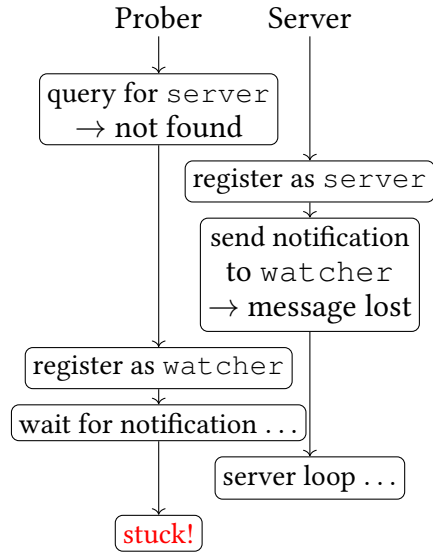 Prober Server
query for server
→ not found
register as server
send notification
to watcher
→ message lost
register as watcher
wait for notification ...
server loop ...
stuck!